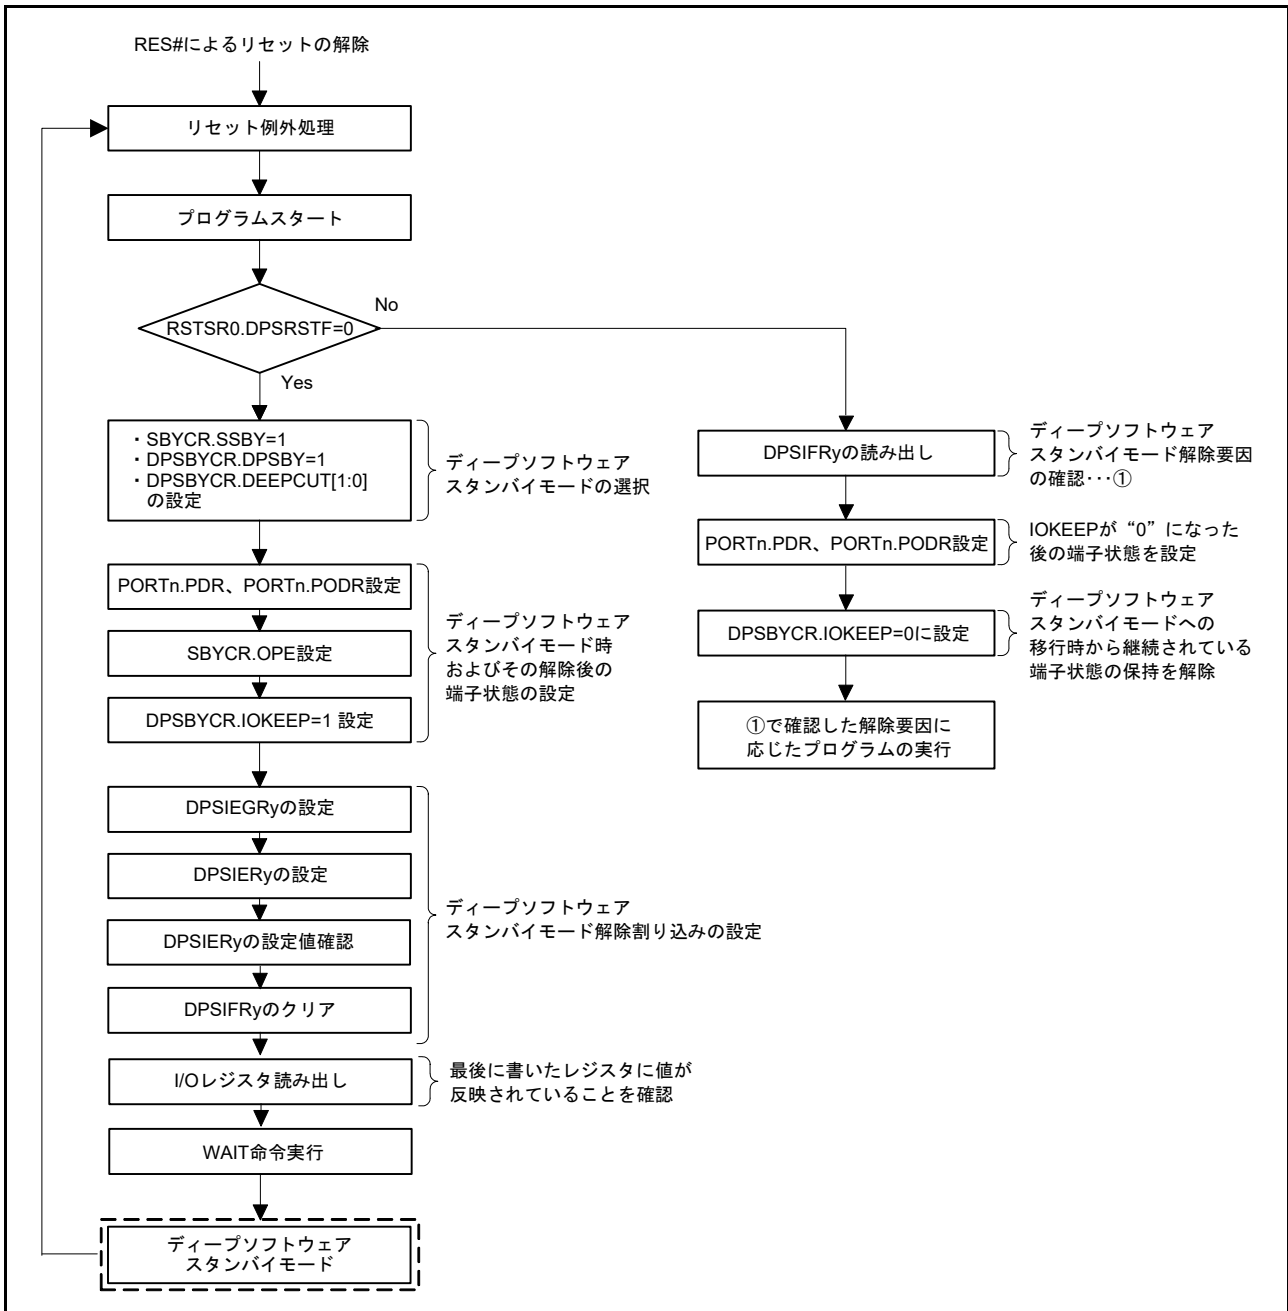 RES#によるリセットの解除
リセット例外処理
プログラムスタート
RSTSR0.DPSRSTF=0
No
Yes
・SBYCR.SSBY=1
・DPSBYCR.DPSBY=1
・DPSBYCR.DEEPCUT[1:0]
の設定
ディープソフトウェア
スタンバイモードの選択
PORTn.PDR、PORTn.PODR設定
SBYCR.OPE設定
DPSBYCR.IOKEEP=1 設定
ディープソフトウェア
スタンバイモード時
およびその解除後の
端子状態の設定
DPSIEGRyの設定
DPSIERyの設定
DPSIERyの設定値確認
DPSIFRyのクリア
ディープソフトウェア
スタンバイモード解除割り込みの設定
I/Oレジスタ読み出し
最後に書いたレジスタに値が
反映されていることを確認
WAIT命令実行
ディープソフトウェア
スタンバイモード
DPSIFRyの読み出し
ディープソフトウェア
スタンバイモード解除要因
の確認･･･①
PORTn.PDR、PORTn.PODR設定
IOKEEPが“0”になった
後の端子状態を設定
DPSBYCR.IOKEEP=0に設定
ディープソフトウェア
スタンバイモードへの
移行時から継続されている
端子状態の保持を解除
①で確認した解除要因に
応じたプログラムの実行